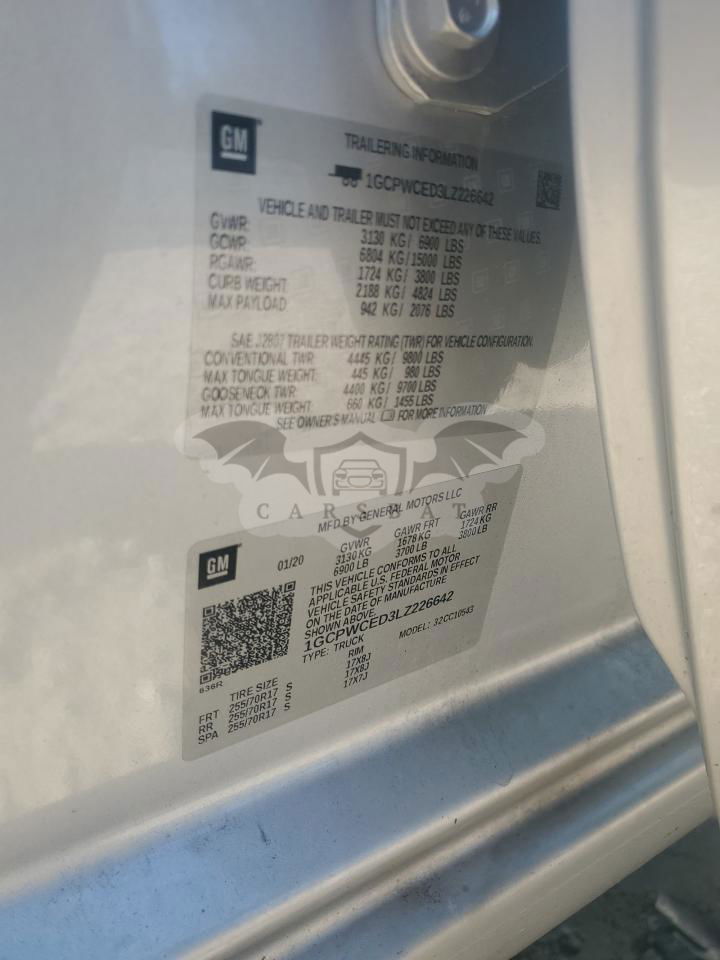 GM
TRAILERING INFORMATION
1GCPWCED3LZ226642
VEHICLE AND TRAILER MUST NOT EXCEED ANY OF THESE VALUES.
GVWR: 3130 KG/ 6900 LBS
GCWR: 6804 KG/15000 LBS
RGAWR: 1724 KG/ 3800 LBS
CURB WEIGHT: 2188 KG/ 4824 LBS
MAX PAYLOAD 942 KG/ 2076 LBS
SAE J2807 TRAILER WEIGHT RATING (TWR) FOR VEHICLE CONFIGURATION.
CONVENTIONAL TWR: 4445 KG/ 9800 LBS
MAX TONGUE WEIGHT: 445 KG/ 980 LBS
GOOSENECK TWR: 4400 KG/ 9700 LBS
MAX TONGUE WEIGHT: 660 KG/ 1455 LBS
SEE OWNER'S MANUAL FOR MORE INFORMATION
CARSEAT
GM
MFD BY GENERAL MOTORS LLC
01/20 GVWR GAWR FRT GAWR RR
3130 KG 1678 KG 1724 KG
6900 LB 3700 LB 3800 LB
THIS VEHICLE CONFORMS TO ALL
APPLICABLE U.S. FEDERAL MOTOR
VEHICLE SAFETY STANDARDS IN EFFECT
ON THE DATE OF MANUFACTURE
SHOWN ABOVE.
1GCPWCED3LZ226642
TYPE: TRUCK MODEL: 32CC10543
636R
TIRE SIZE RIM
FRT 255/70R17 S 17X8J
RR 255/70R17 S 17X8J
SPA 255/70R17 S 17X7J